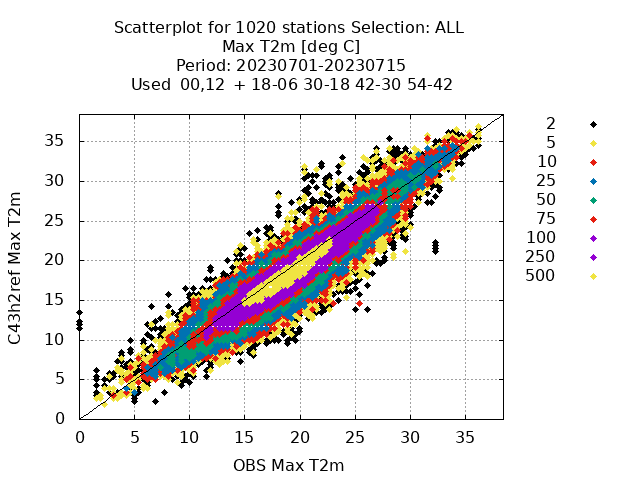 Scatterplot for 1020 stations Selection: ALL
Max T2m [deg C]
Period: 20230701-20230715
Used  00,12  + 18-06 30-18 42-30 54-42
C43h2ref Max T2m
35
30
25
20
15
10
5
0
0 5 10 15 20 25 30 35
OBS Max T2m
2
5
10
25
50
75
100
250
500